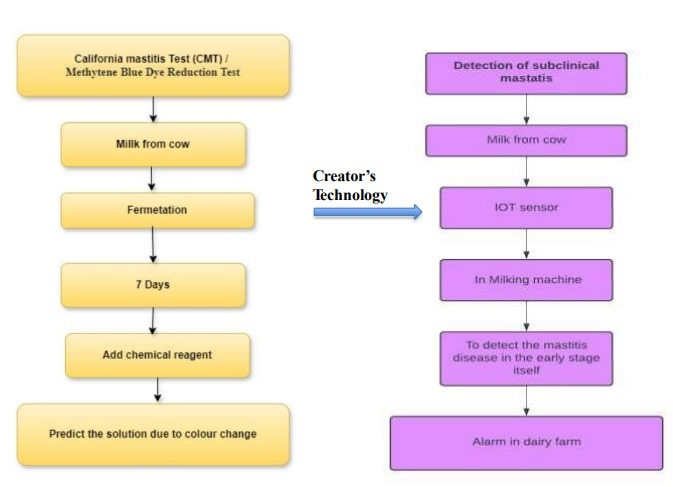 California mastitis Test (CMT) /
Methytene Blue Dye Reduction Test
Millk from cow
Fermetation
7 Days
Add chemical reagent
Predict the solution due to colour change
Creator's
Technology
Detection of subclinical
mastatis
Milk from cow
IOT sensor
In Milking machine
To detect the mastitis
disease in the early stage
itself
Alarm in dairy farm